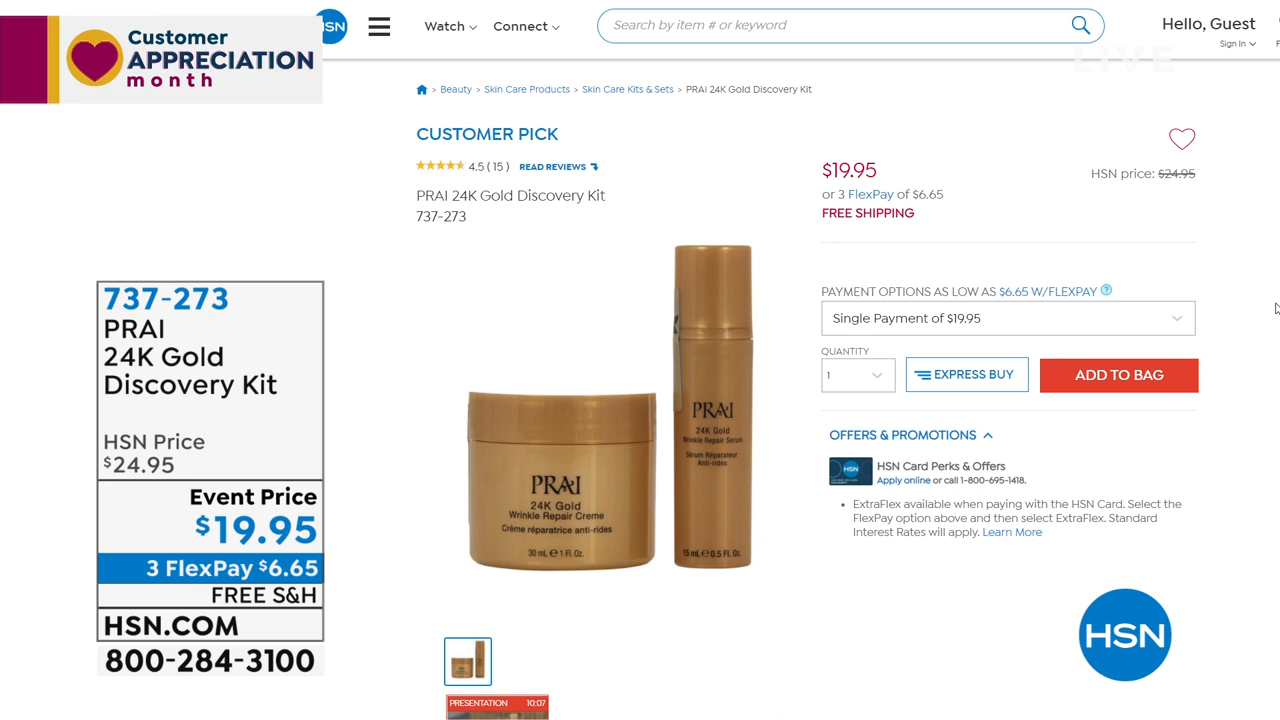 Customer
APPRECIATION
month
HSN
Watch
Connect
Search by item # or keyword
Hello, Guest
Sign In
LIVE
> Beauty > Skin Care Products > Skin Care Kits & Sets > PRAI 24K Gold Discovery Kit
CUSTOMER PICK
4.5 ( 15 ) READ REVIEWS
PRAI 24K Gold Discovery Kit
737-273
$19.95
HSN price: $24.95
or 3 FlexPay of $6.65
FREE SHIPPING
PAYMENT OPTIONS AS LOW AS $6.65 W/FLEXPAY ?
Single Payment of $19.95
QUANTITY
1
EXPRESS BUY
ADD TO BAG
OFFERS & PROMOTIONS
HSN
HSN Card Perks & Offers
Apply online or call 1-800-695-1418.
• ExtraFlex available when paying with the HSN Card. Select the
FlexPay option above and then select ExtraFlex. Standard
Interest Rates will apply. Learn More
737-273
PRAI
24K Gold
Discovery Kit
HSN Price
$24.95
Event Price
$19.95
3 FlexPay $6.65
FREE S&H
HSN.COM
800-284-3100
PRAI
24K Gold
Wrinkle Repair Creme
Crème réparatrice anti-rides
30 mL e 1 Fl. Oz.
PRAI
24K Gold
Wrinkle Repair Serum
Sérum Réparateur
Anti-rides
15 mL e 0.5 Fl. Oz.
HSN
PRESENTATION 10:07